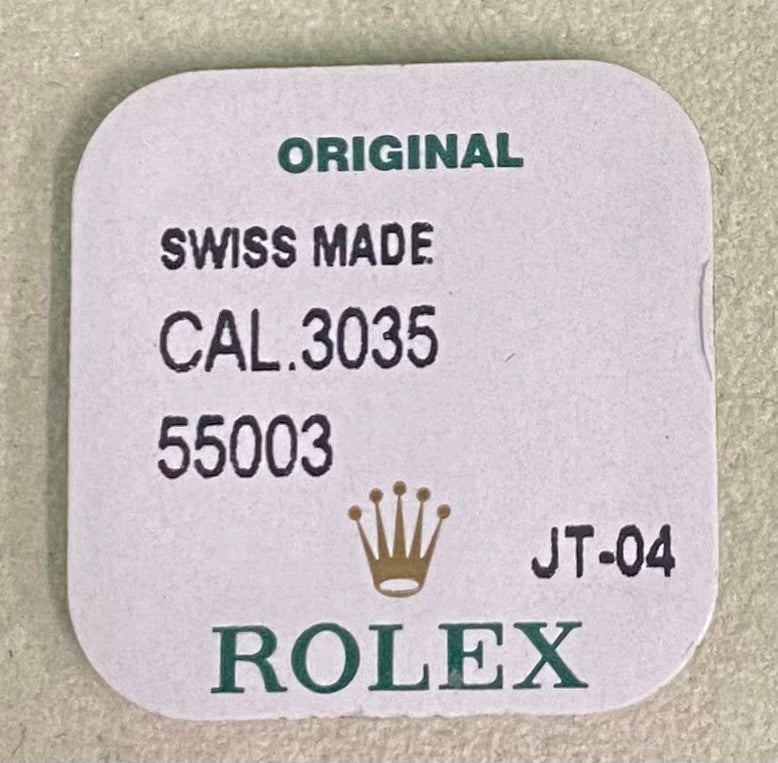 ORIGINAL
SWISS MADE
CAL.3035
55003
JT-04
ROLEX